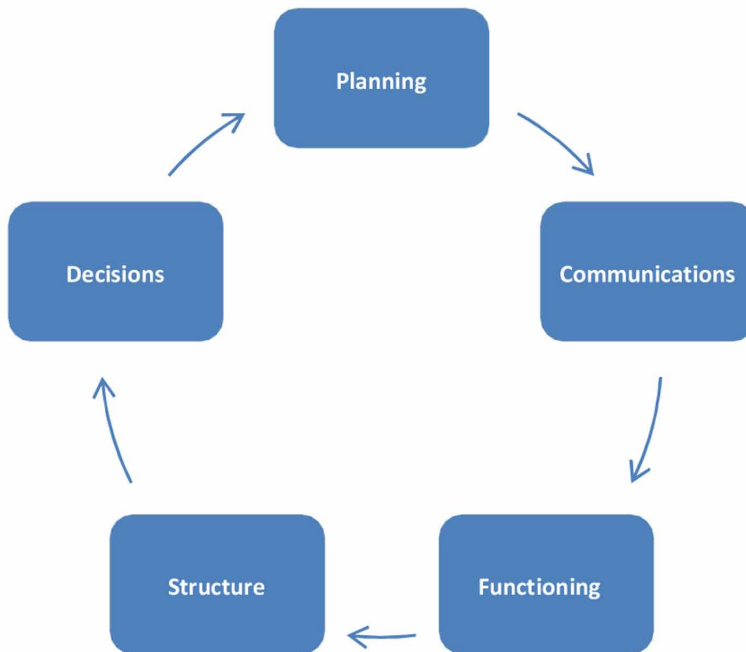 Planning
Communications
Functioning
Structure
Decisions